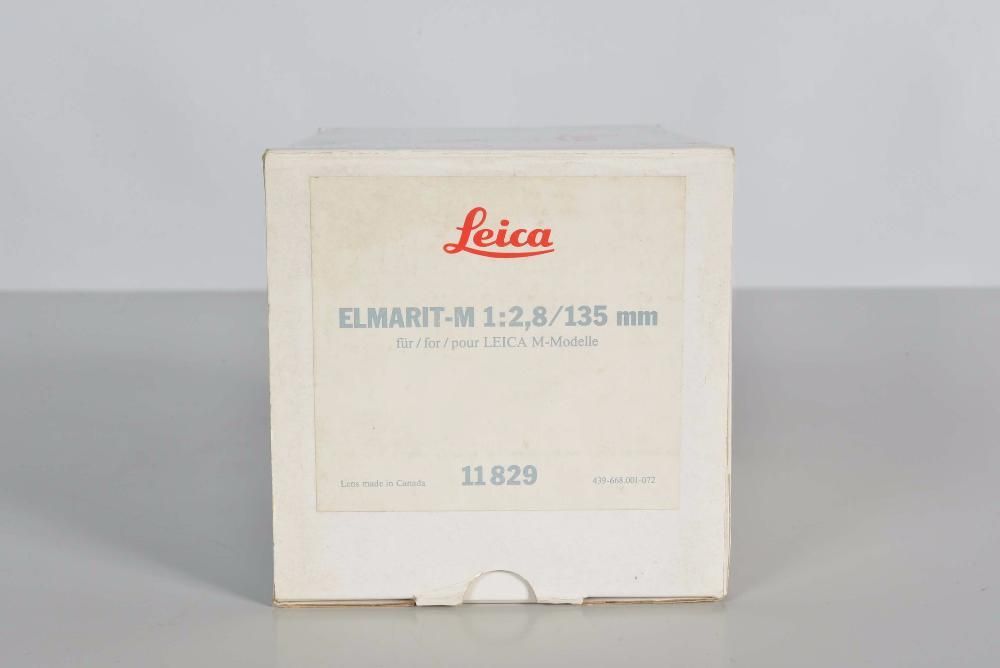 Leica
ELMARIT-M 1:2,8/135 mm
für/for/pour LEICA M-Modelle
Lens made in Canada 11 829 439-668.001-072